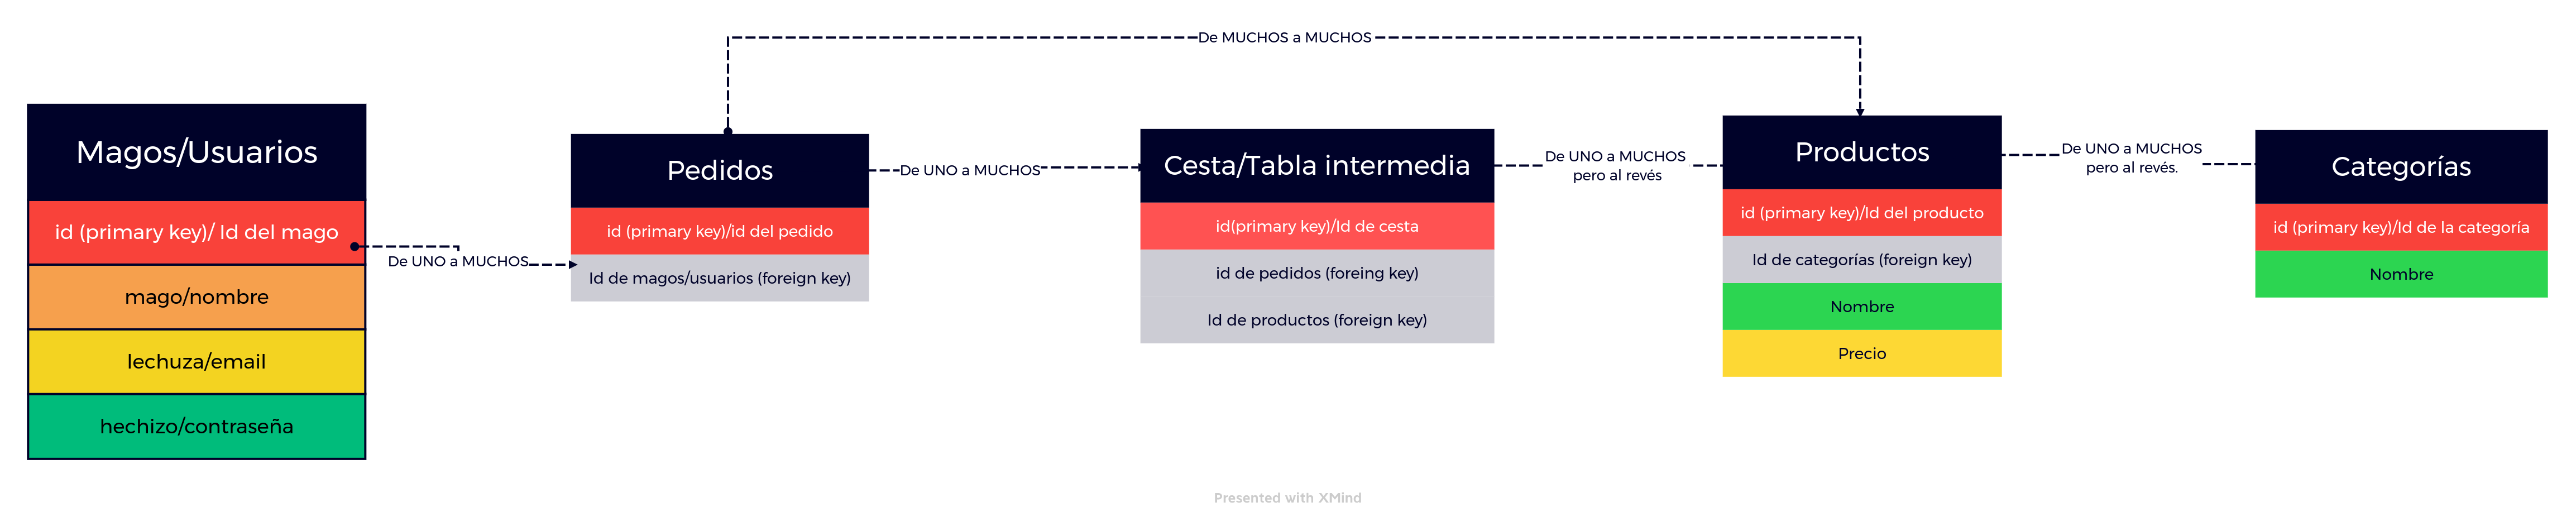 De MUCHOS a MUCHOS
Magos/Usuarios
id (primary key)/ Id del mago
mago/nombre
lechuza/email
hechizo/contraseña
De UNO a MUCHOS
Pedidos
id (primary key)/id del pedido
Id de magos/usuarios (foreign key)
De UNO a MUCHOS
Cesta/Tabla intermedia
id(primary key)/Id de cesta
id de pedidos (foreing key)
Id de productos (foreign key)
De UNO a MUCHOS
pero al revés
Productos
id (primary key)/Id del producto
Id de categorías (foreign key)
Nombre
Precio
De UNO a MUCHOS
pero al revés.
Categorías
id (primary key)/Id de la categoría
Nombre
Presented with XMind